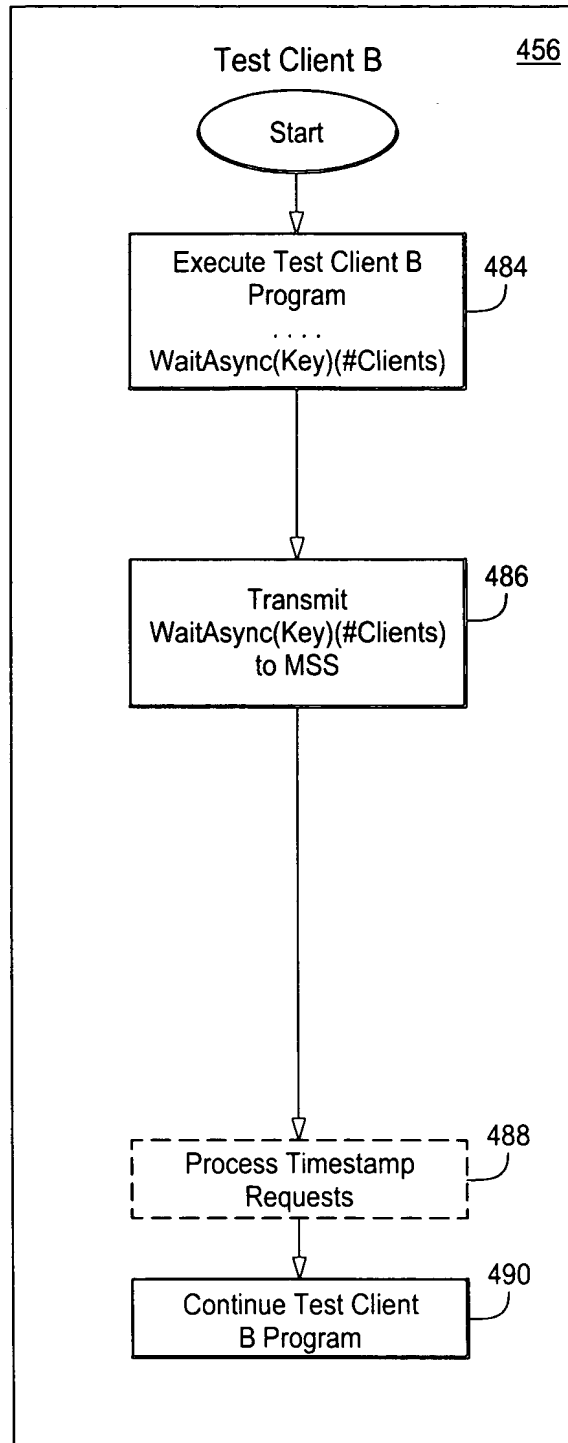 Test Client B
456
Start
Execute Test Client B
Program
. . . .
WaitAsync(Key)(#Clients)
484
Transmit
WaitAsync(Key)(#Clients)
to MSS
486
Process Timestamp
Requests
488
Continue Test Client
B Program
490